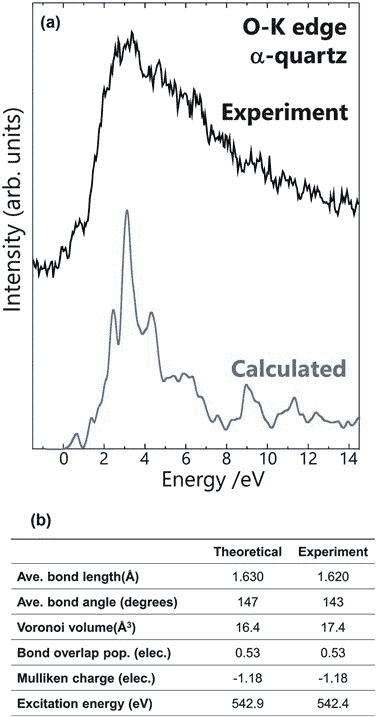 (a)
O-K edge
α-quartz
Experiment
Intensity (arb. units)
Calculated
0 2 4 6 8 10 12 14
Energy /eV
(b)
Theoretical Experiment
Ave. bond length(Å) 1.630 1.620
Ave. bond angle (degrees) 147 143
Voronoi volume(Å³) 16.4 17.4
Bond overlap pop. (elec.) 0.53 0.53
Mulliken charge (elec.) -1.18 -1.18
Excitation energy (eV) 542.9 542.4